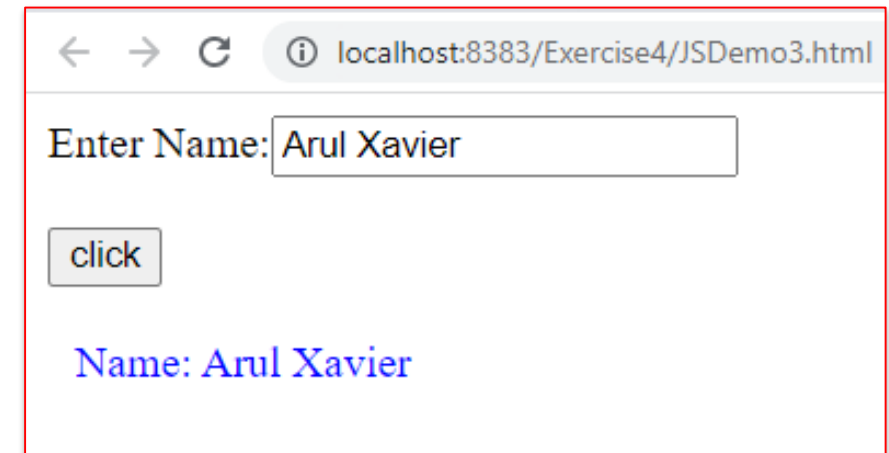 localhost:8383/Exercise4/JSDemo3.html
Enter Name: Arul Xavier
click
Name: Arul Xavier